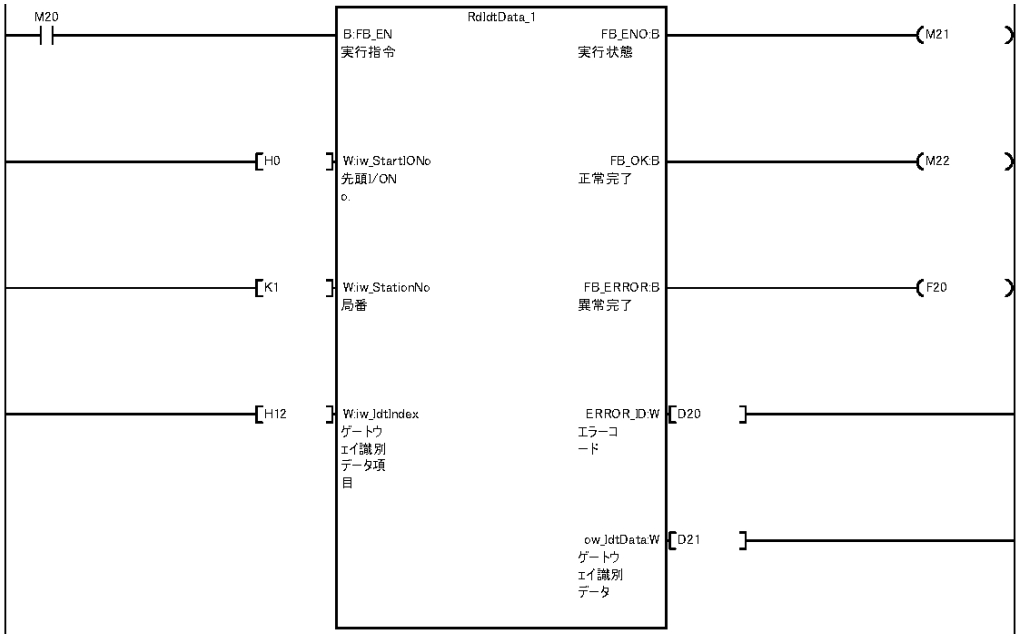 M20
RdIdtData_1
B:FB_EN
実行指令
FB_ENO:B
実行状態
M21
H0
W:iw_StartIONo
先頭I/ON
o.
FB_OK:B
正常完了
M22
K1
W:iw_StationNo
局番
FB_ERROR:B
異常完了
F20
H12
W:iw_IdtIndex
ゲートウ
ェイ識別
データ項
目
ERROR_ID:W
エラーコ
ード
D20
ow_IdtData:W
ゲートウ
ェイ識別
データ
D21